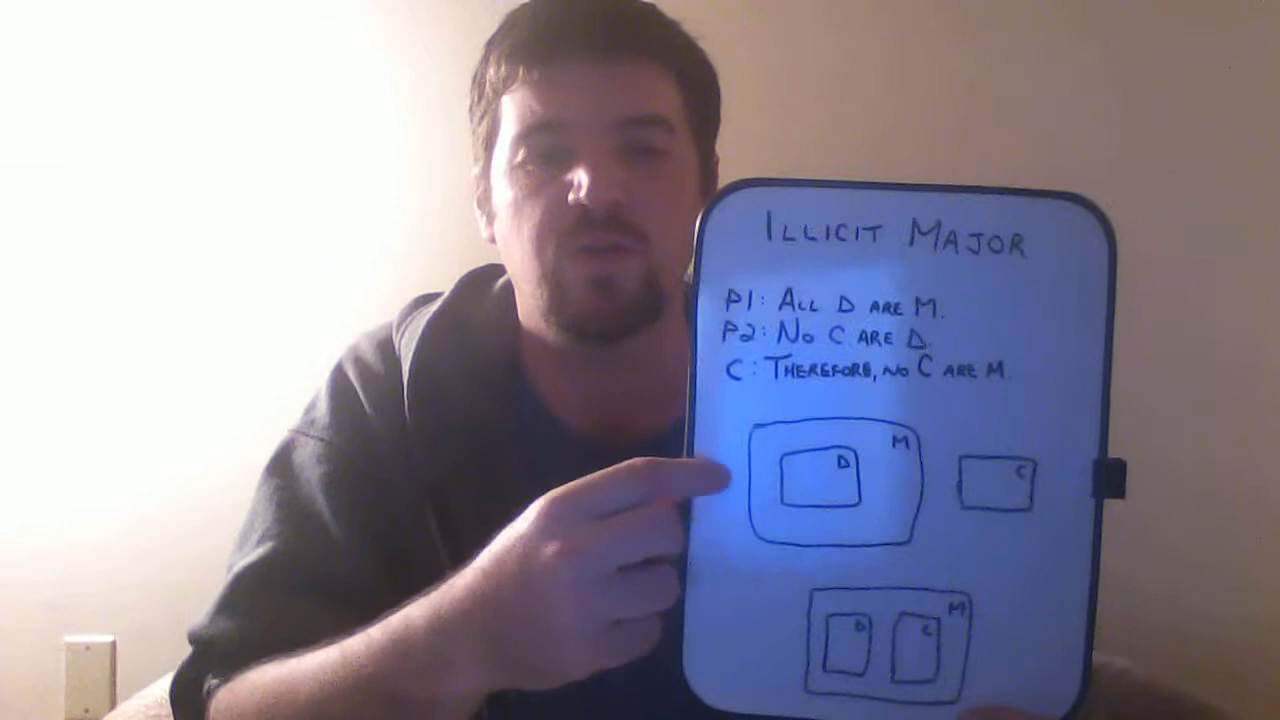 ILLICIT MAJOR
P1: ALL D ARE M.
P2: NO C ARE D.
C: THEREFORE, NO C ARE M.
M
D
C
M
D
C